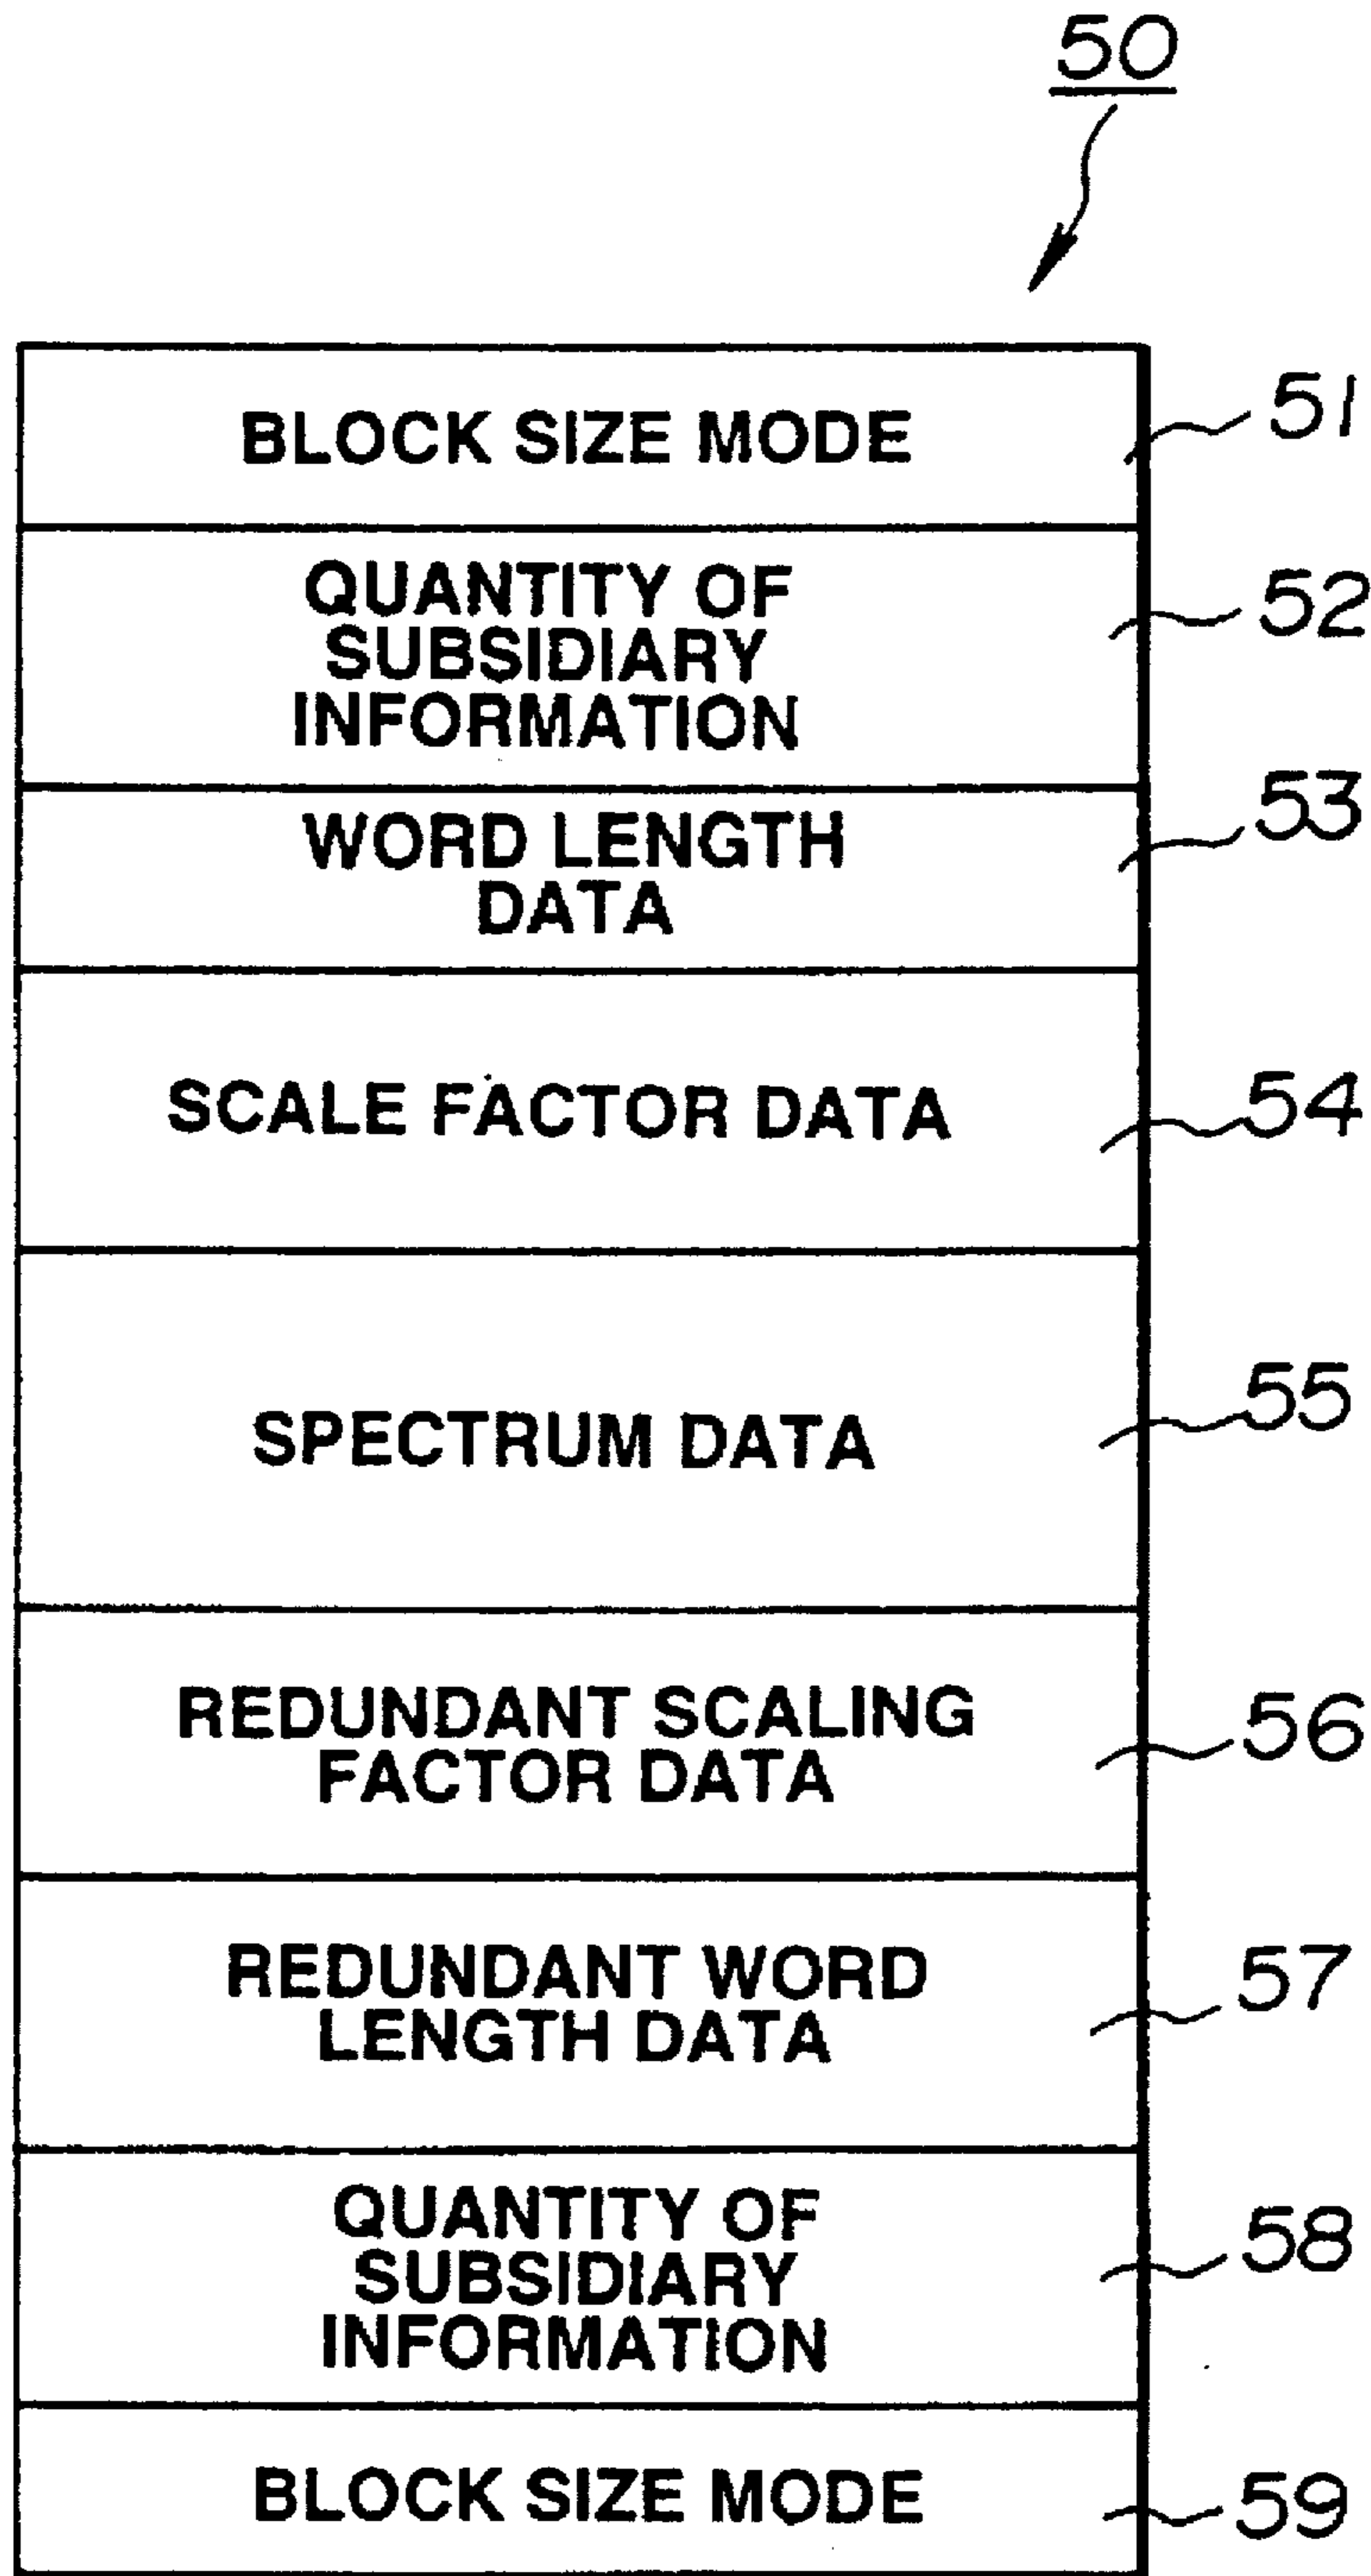 50
BLOCK SIZE MODE
51
QUANTITY OF
SUBSIDIARY
INFORMATION
52
WORD LENGTH
DATA
53
SCALE FACTOR DATA
54
SPECTRUM DATA
55
REDUNDANT SCALING
FACTOR DATA
56
REDUNDANT WORD
LENGTH DATA
57
QUANTITY OF
SUBSIDIARY
INFORMATION
58
BLOCK SIZE MODE
59